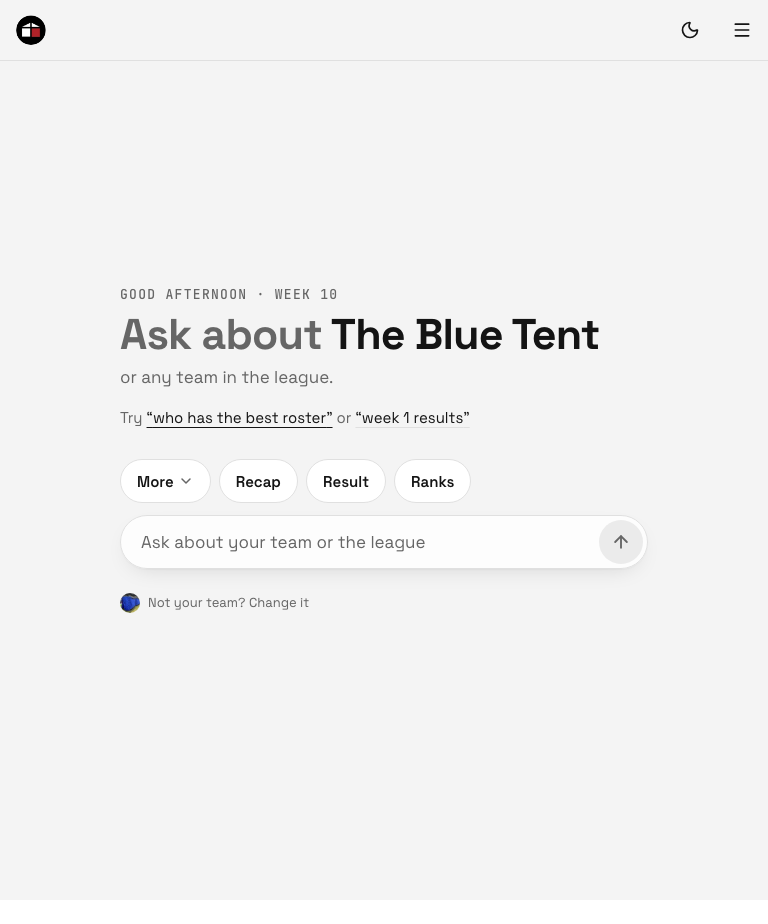 GOOD AFTERNOON · WEEK 10
Ask about The Blue Tent
or any team in the league.
Try “who has the best roster” or “week 1 results”
More Recap Result Ranks
Ask about your team or the league
Not your team? Change it